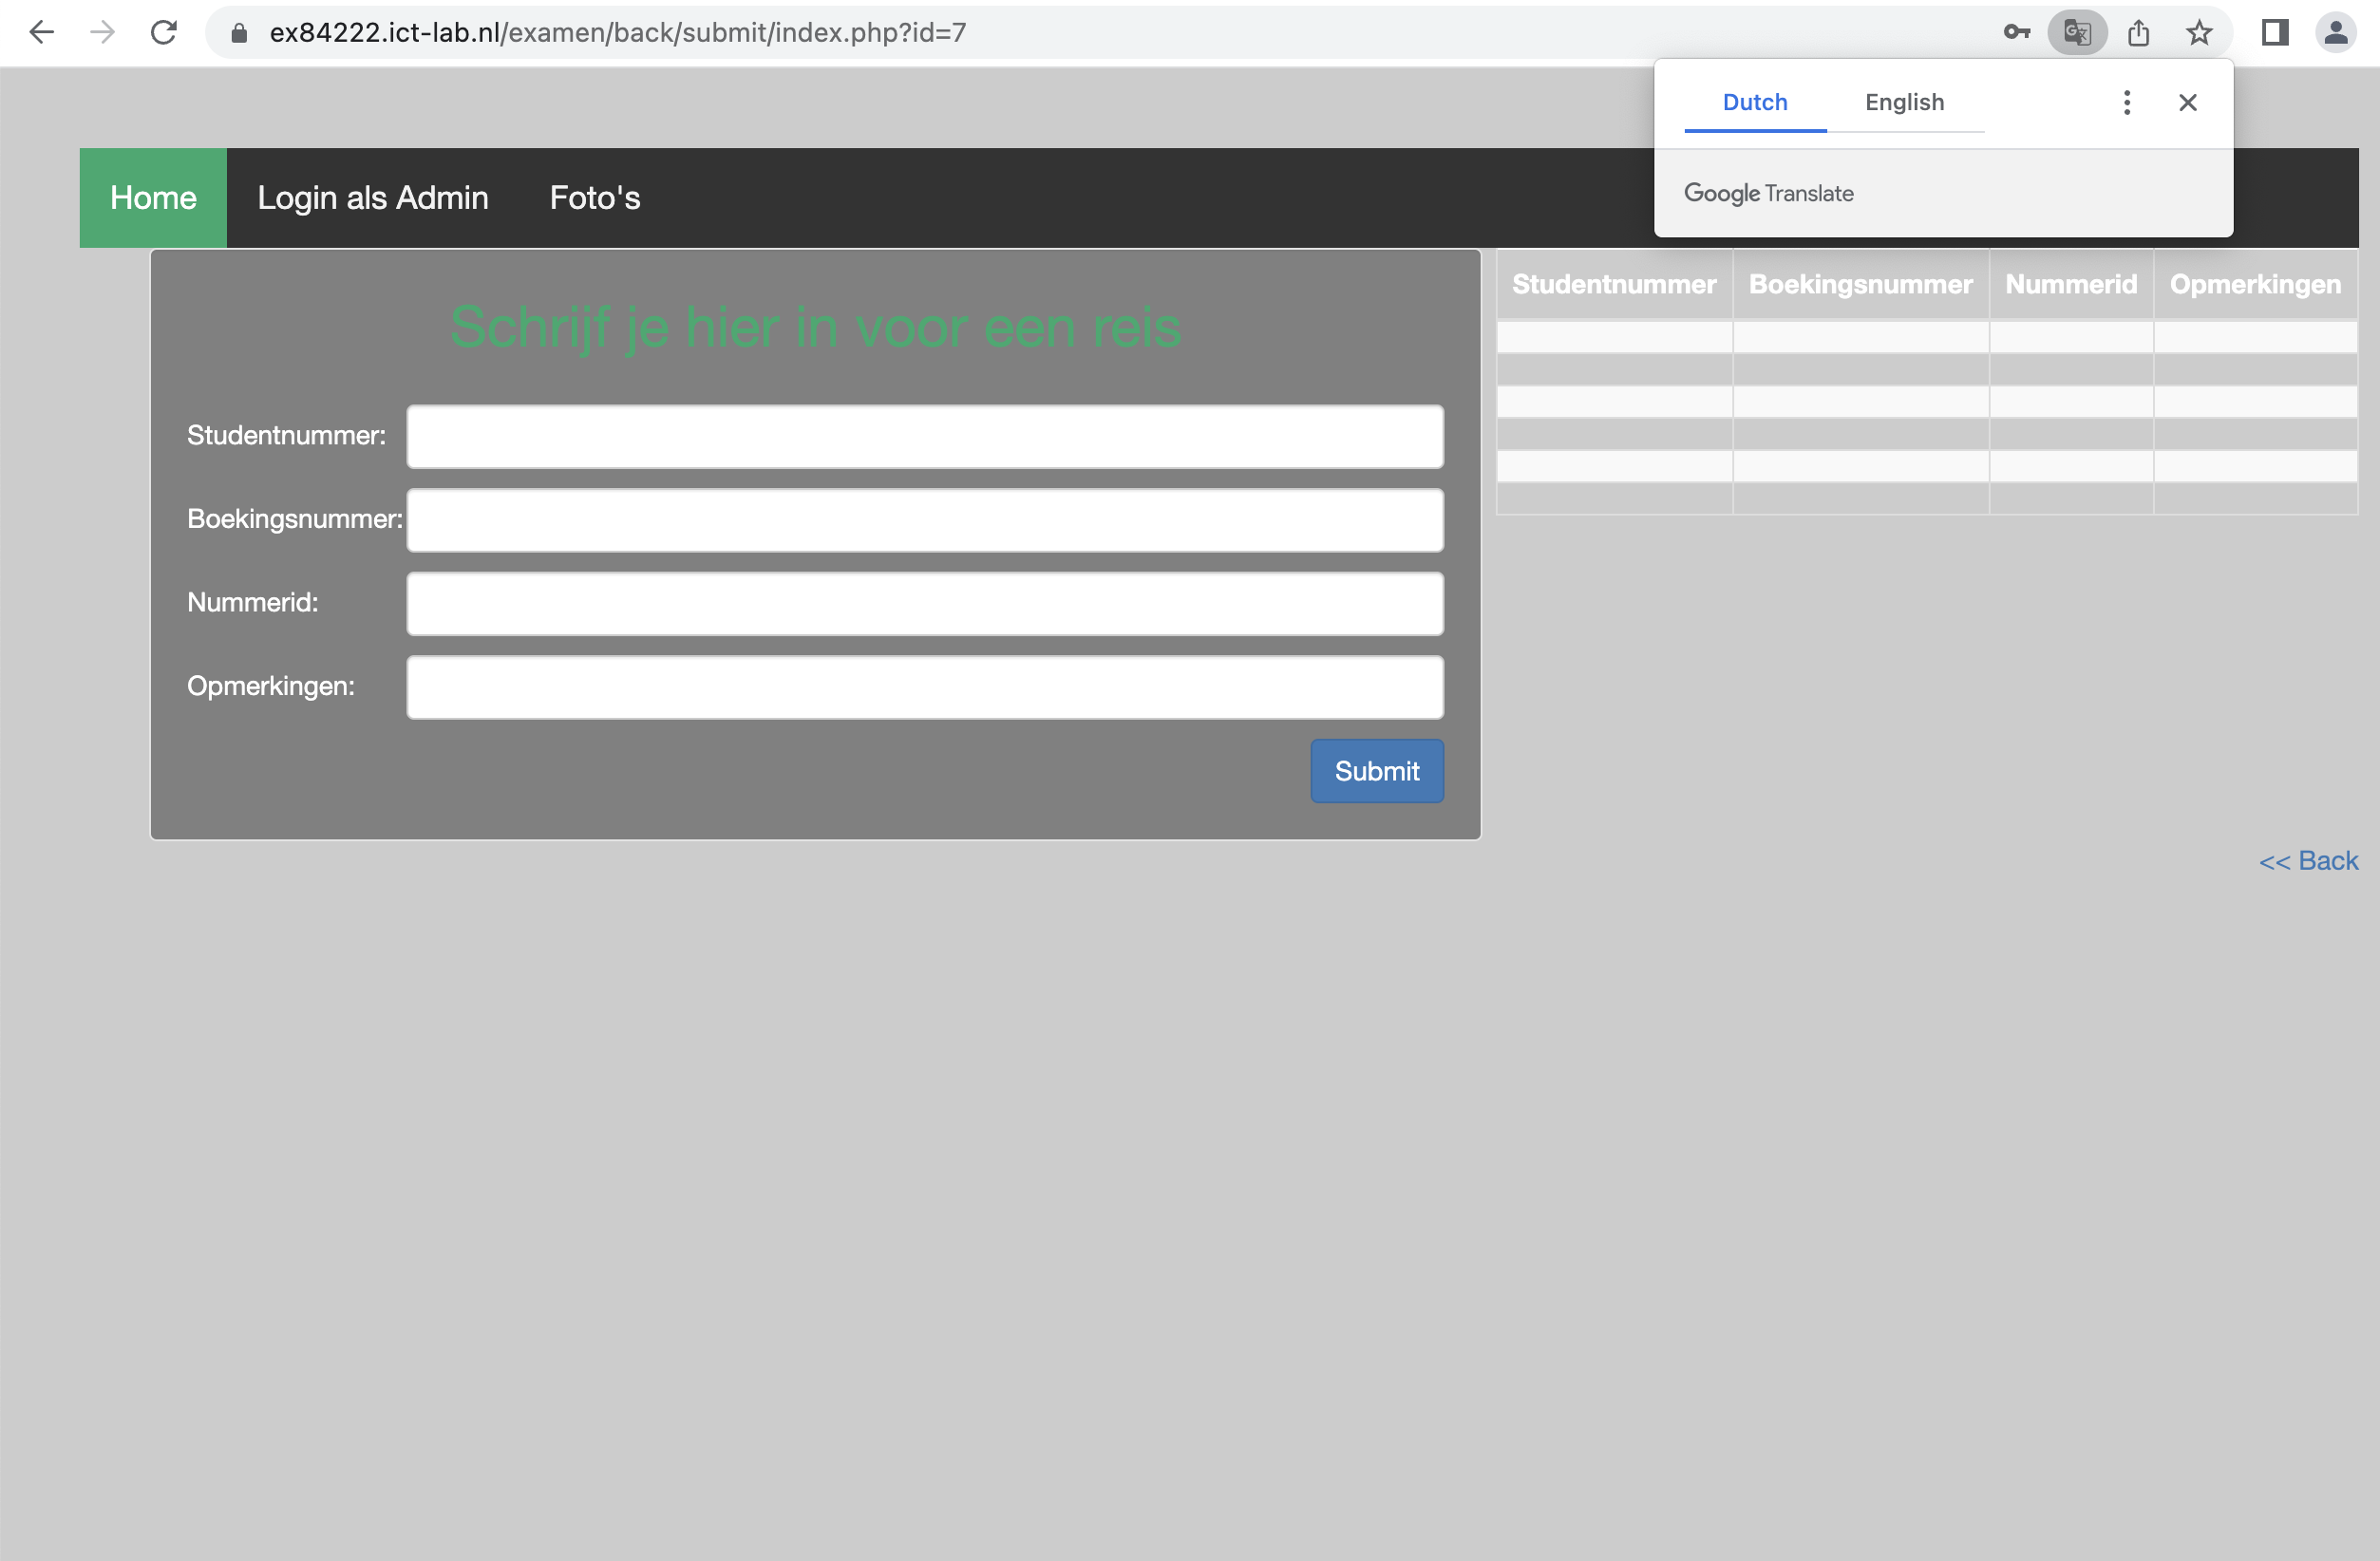 ex84222.ict-lab.nl/examen/back/submit/index.php?id=7
Dutch English
Google Translate
Home Login als Admin Foto's
Schrijf je hier in voor een reis
Studentnummer:
Boekingsnummer:
Nummerid:
Opmerkingen:
Submit
Studentnummer Boekingsnummer Nummerid Opmerkingen
<< Back